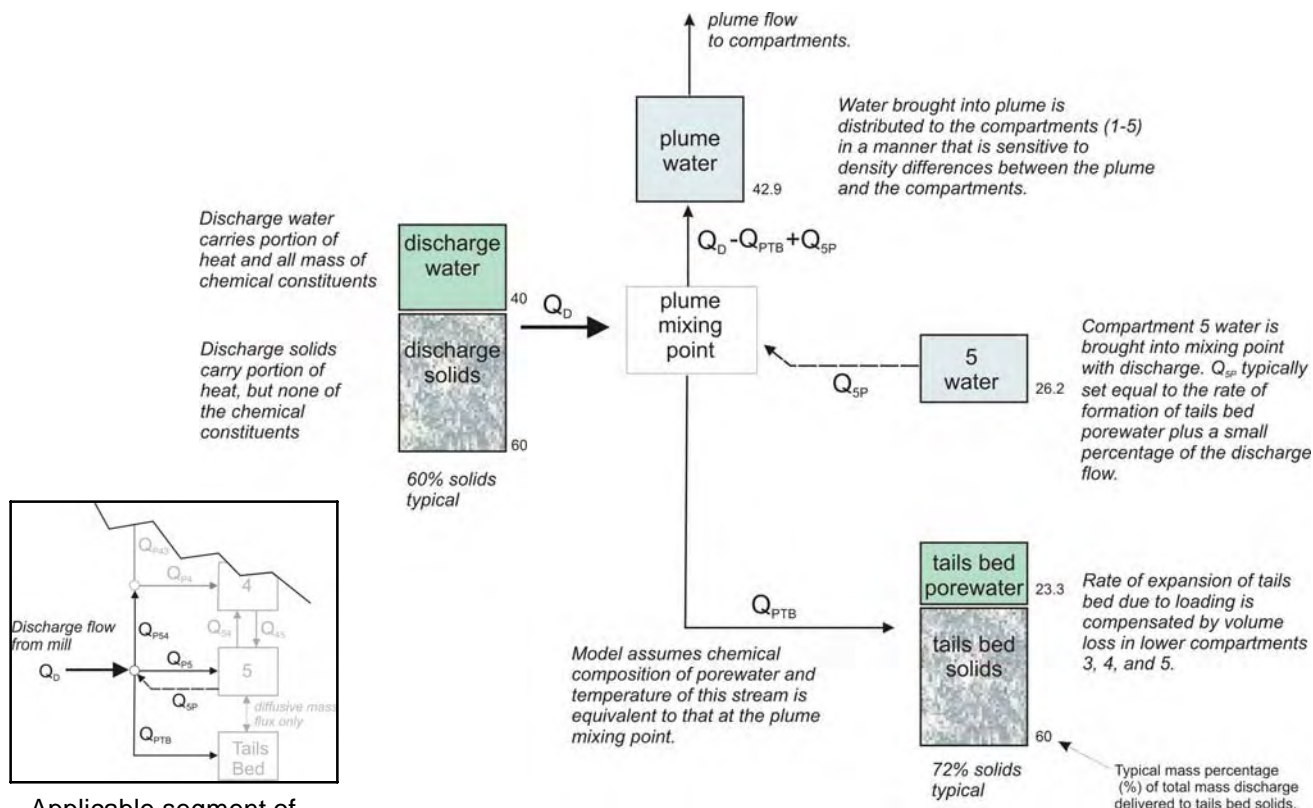 plume flow
to compartments.
plume
water
42.9
Water brought into plume is
distributed to the compartments (1-5)
in a manner that is sensitive to
density differences between the plume
and the compartments.
Discharge water
carries portion of
heat and all mass of
chemical constituents
discharge
water
40
Q_D-Q_PTB+Q_5P
Q_D
plume
mixing
point
Discharge solids
carry portion of
heat, but none of
the chemical
constituents
discharge
solids
60
60% solids
typical
5
water
26.2
Q_5P
Compartment 5 water is
brought into mixing point
with discharge. Q_5P typically
set equal to the rate of
formation of tails bed
porewater plus a small
percentage of the discharge
flow.
Q_PTB
tails bed
porewater
23.3
tails bed
solids
60
72% solids
typical
Rate of expansion of tails
bed due to loading is
compensated by volume
loss in lower compartments
3, 4, and 5.
Model assumes chemical
composition of porewater and
temperature of this stream is
equivalent to that at the plume
mixing point.
Typical mass percentage
(%) of total mass discharge
delivered to tails bed solids.
Q_P43
Q_P4
4
Discharge flow
from mill
Q_P54
Q_54
Q_45
Q_D
Q_P5
5
Q_5P
diffusive mass
flux only
Q_PTB
Tails
Bed
Applicable segment of